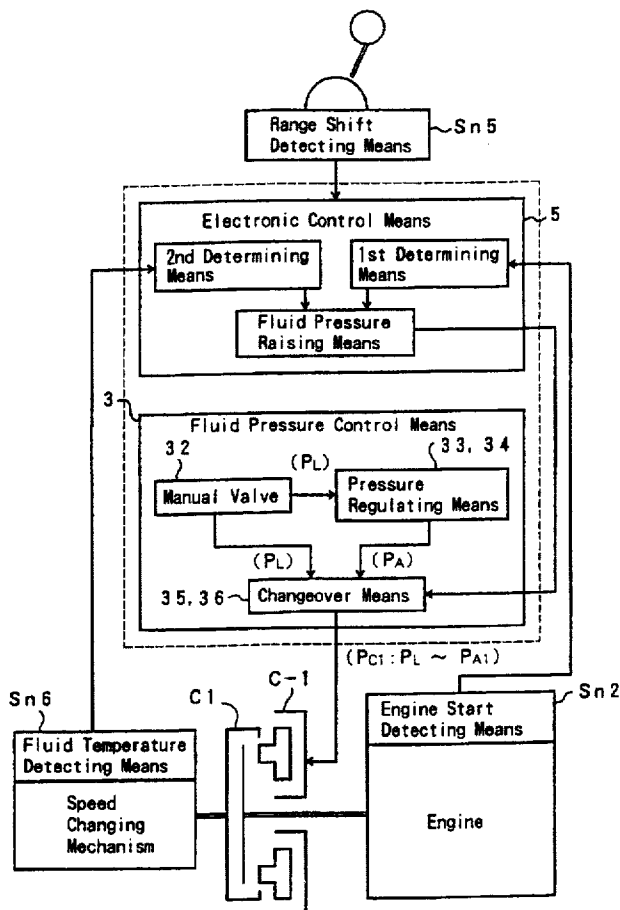 Range Shift
Detecting Means
Sn5
Electronic Control Means
5
2nd Determining
Means
1st Determining
Means
Fluid Pressure
Raising Means
3
Fluid Pressure Control Means
32
(PL)
33, 34
Manual Valve
Pressure
Regulating Means
(PL)
(PA)
35, 36
Changeover Means
(PC1 : PL ~ PA1)
Sn6
C1
C-1
Sn2
Fluid Temperature
Detecting Means
Engine Start
Detecting Means
Speed
Changing
Mechanism
Engine